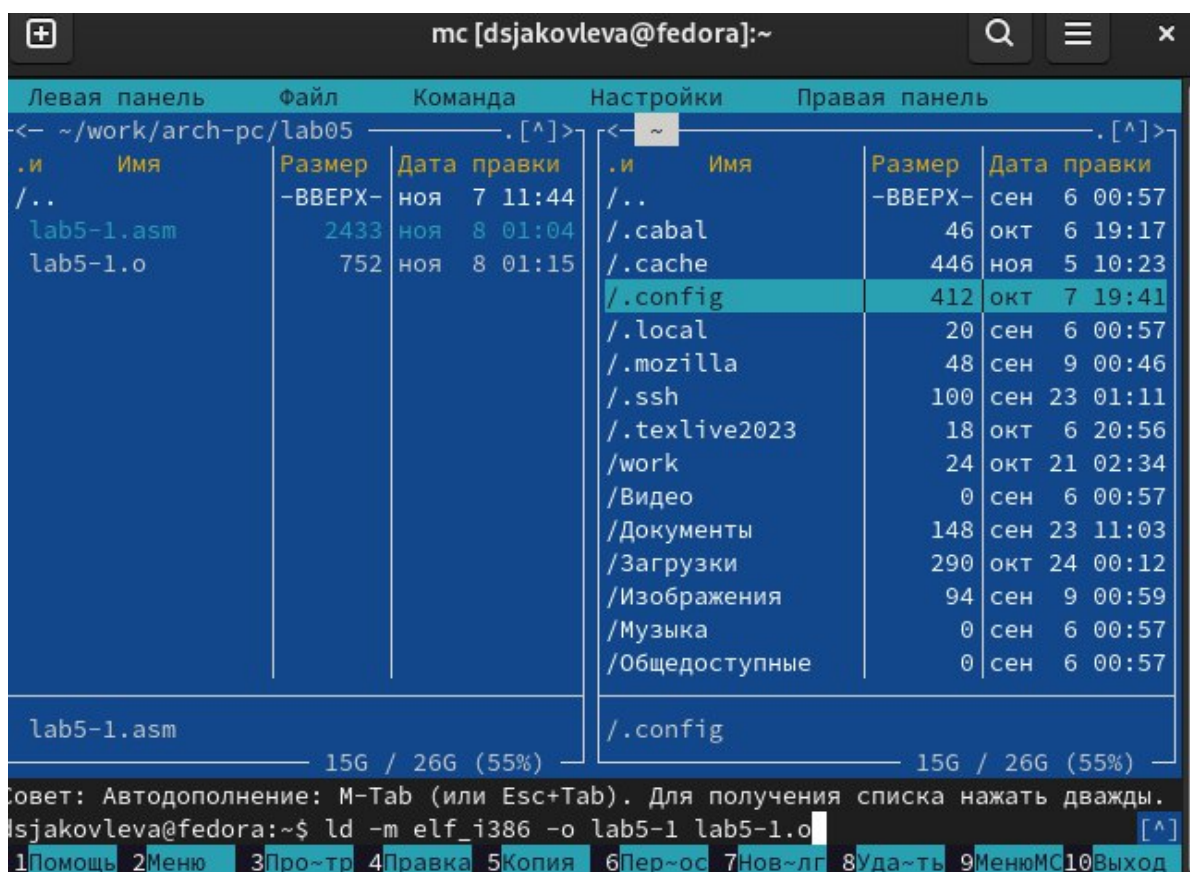 mc [dsjakovleva@fedora]:~
Левая панель Файл Команда Настройки Правая панель
<— ~/work/arch-pc/lab05 .[^]>
.и Имя Размер Дата правки
/.. -ВВЕРХ- ноя 7 11:44
lab5-1.asm 2433 ноя 8 01:04
lab5-1.o 752 ноя 8 01:15
lab5-1.asm
15G / 26G (55%)
<— ~ .[^]>
.и Имя Размер Дата правки
/.. -ВВЕРХ- сен 6 00:57
/.cabal 46 окт 6 19:17
/.cache 446 ноя 5 10:23
/.config 412 окт 7 19:41
/.local 20 сен 6 00:57
/.mozilla 48 сен 9 00:46
/.ssh 100 сен 23 01:11
/.texlive2023 18 окт 6 20:56
/work 24 окт 21 02:34
/Видео 0 сен 6 00:57
/Документы 148 сен 23 11:03
/Загрузки 290 окт 24 00:12
/Изображения 94 сен 9 00:59
/Музыка 0 сен 6 00:57
/Общедоступные 0 сен 6 00:57
/.config
15G / 26G (55%)
Совет: Автодополнение: M-Tab (или Esc+Tab). Для получения списка нажать дважды.
dsjakovleva@fedora:~$ ld -m elf_i386 -o lab5-1 lab5-1.o [^]
1Помощь 2Меню 3Про~тр 4Правка 5Копия 6Пер~ос 7Нов~лг 8Уда~ть 9МенюMC 10Выход